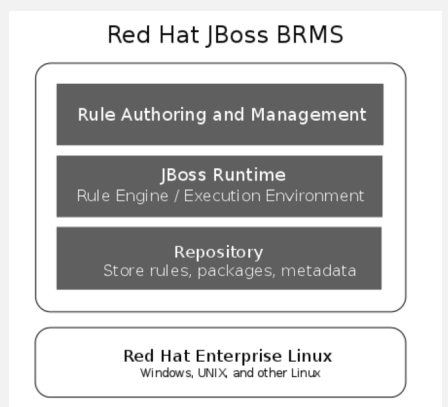 Red Hat JBoss BRMS
Rule Authoring and Management
JBoss Runtime
Rule Engine / Execution Environment
Repository
Store rules, packages, metadata
Red Hat Enterprise Linux
Windows, UNIX, and other Linux